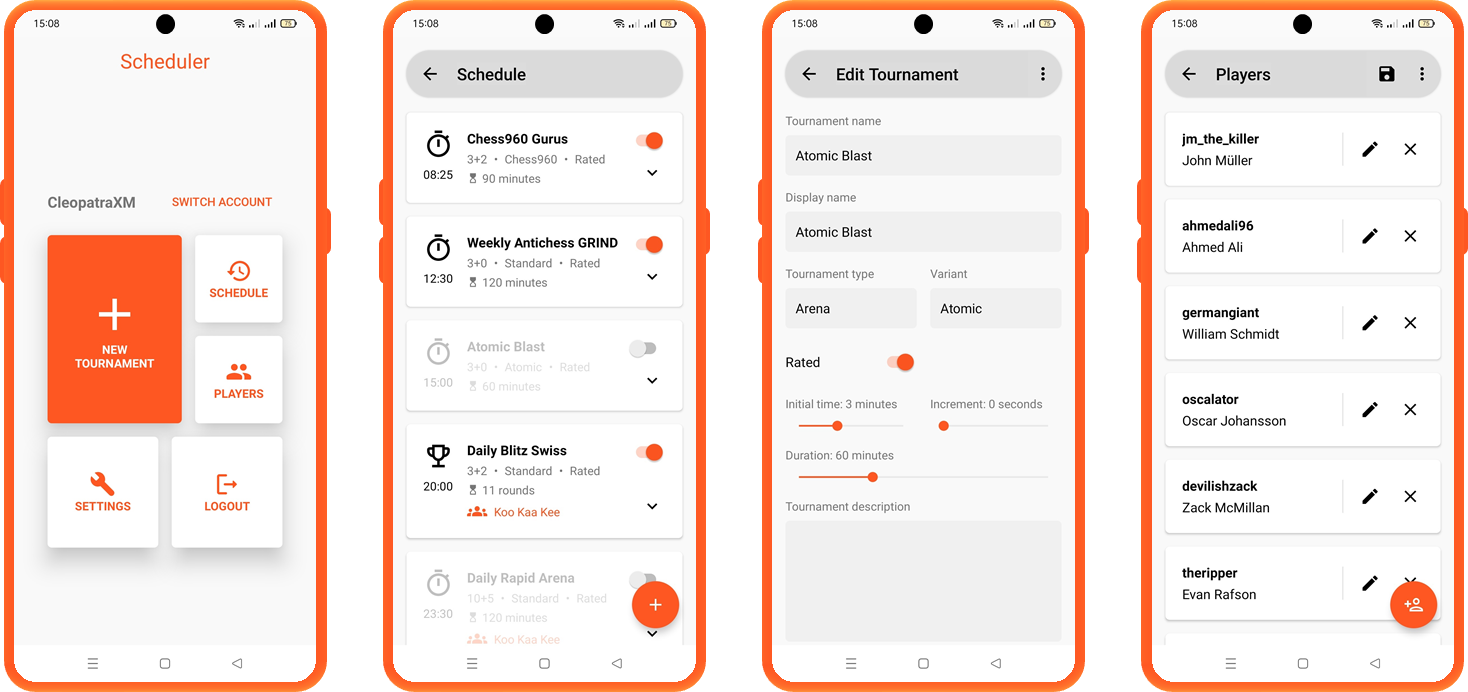 15:08
75
Scheduler
CleopatraXM
SWITCH ACCOUNT
NEW
TOURNAMENT
SCHEDULE
PLAYERS
SETTINGS
LOGOUT
15:08
75
Schedule
Chess960 Gurus
3+2 • Chess960 • Rated
08:25
90 minutes
Weekly Antichess GRIND
3+0 • Standard • Rated
12:30
120 minutes
Atomic Blast
3+0 • Atomic • Rated
15:00
60 minutes
Daily Blitz Swiss
3+2 • Standard • Rated
20:00
11 rounds
Koo Kaa Kee
Daily Rapid Arena
10+5 • Standard • Rated
23:30
120 minutes
Koo Kaa Kee
15:08
75
Edit Tournament
Tournament name
Atomic Blast
Display name
Atomic Blast
Tournament type
Variant
Arena
Atomic
Rated
Initial time: 3 minutes
Increment: 0 seconds
Duration: 60 minutes
Tournament description
15:08
75
Players
jm_the_killer
John Müller
ahmedali96
Ahmed Ali
germangiant
William Schmidt
oscalator
Oscar Johansson
devilishzack
Zack McMillan
theripper
Evan Rafson